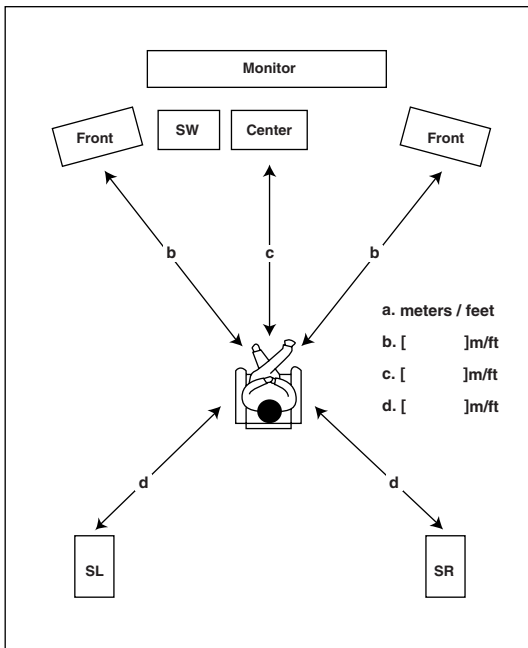 Monitor
Front
SW
Center
Front
b
c
b
a. meters / feet
b. [ ]m/ft
c. [ ]m/ft
d. [ ]m/ft
d
d
SL
SR